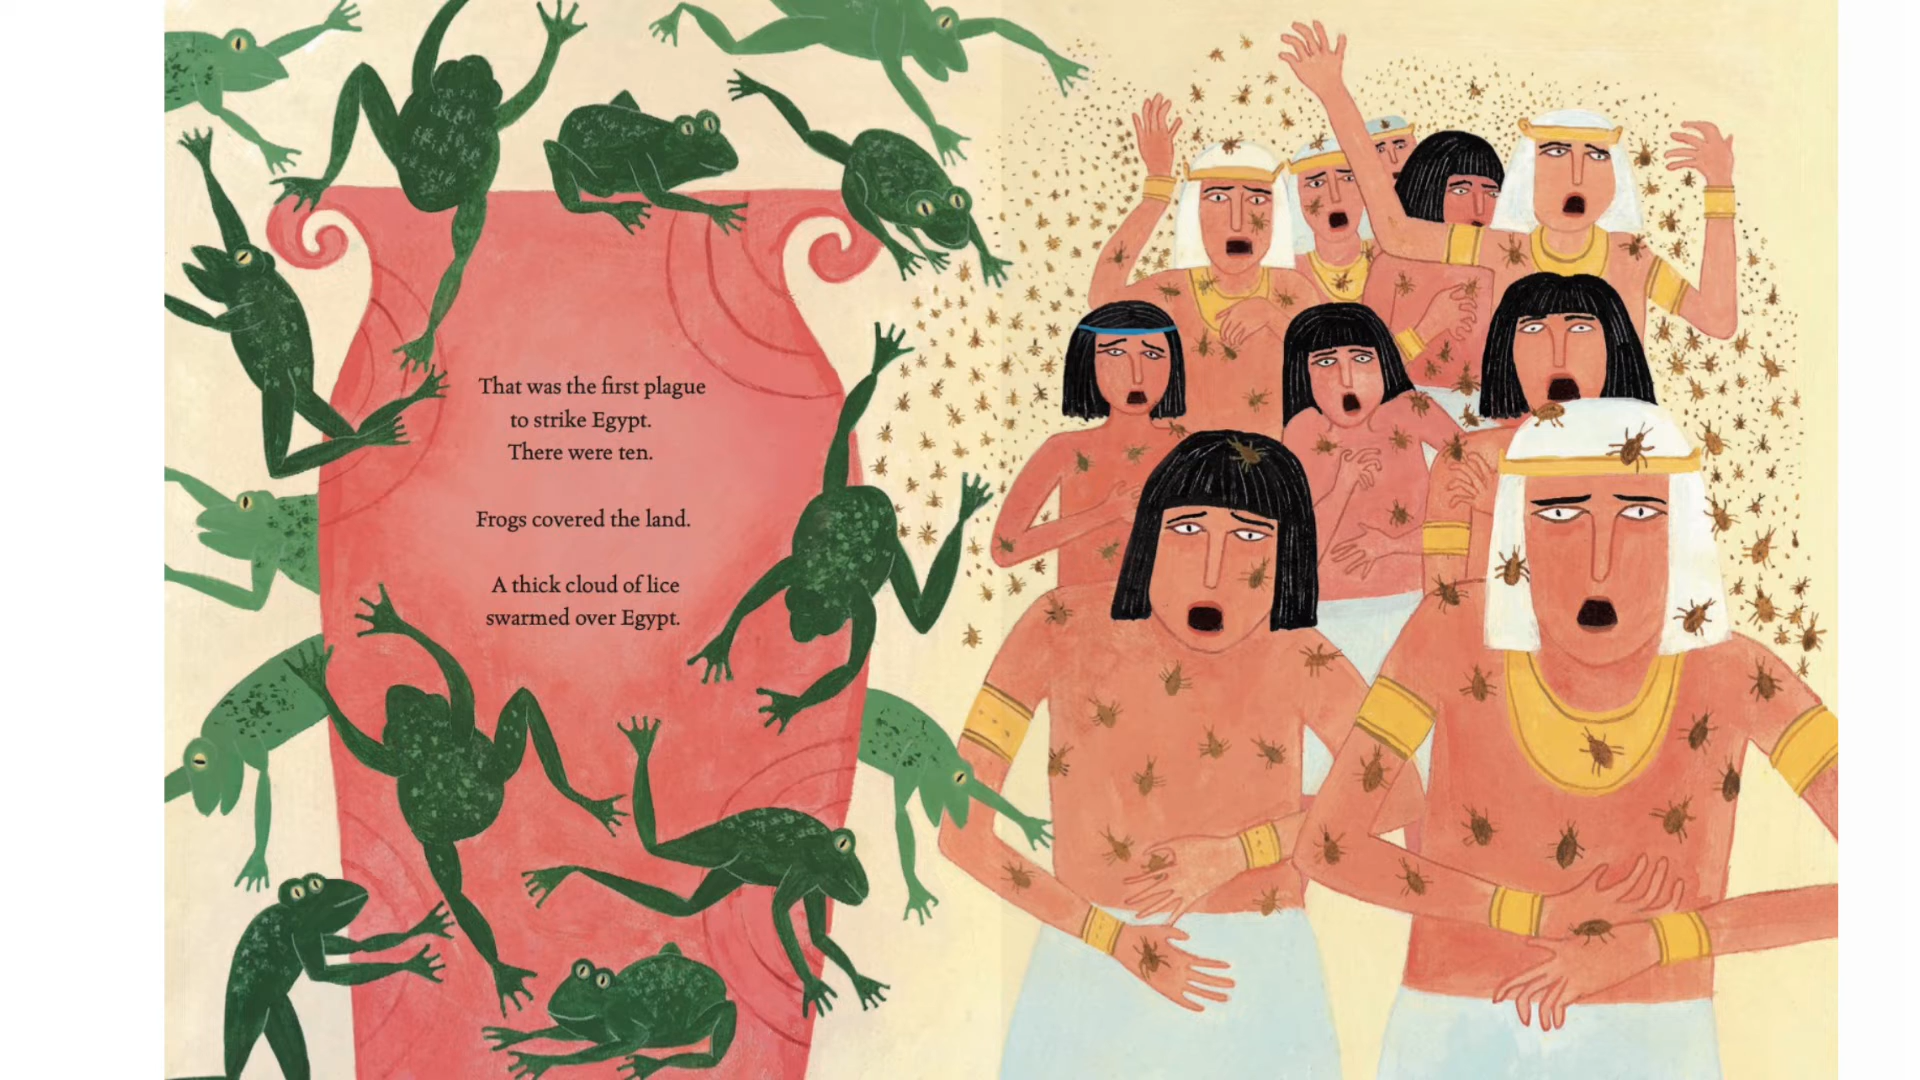 That was the first plague
to strike Egypt.
There were ten.
Frogs covered the land.
A thick cloud of lice
swarmed over Egypt.